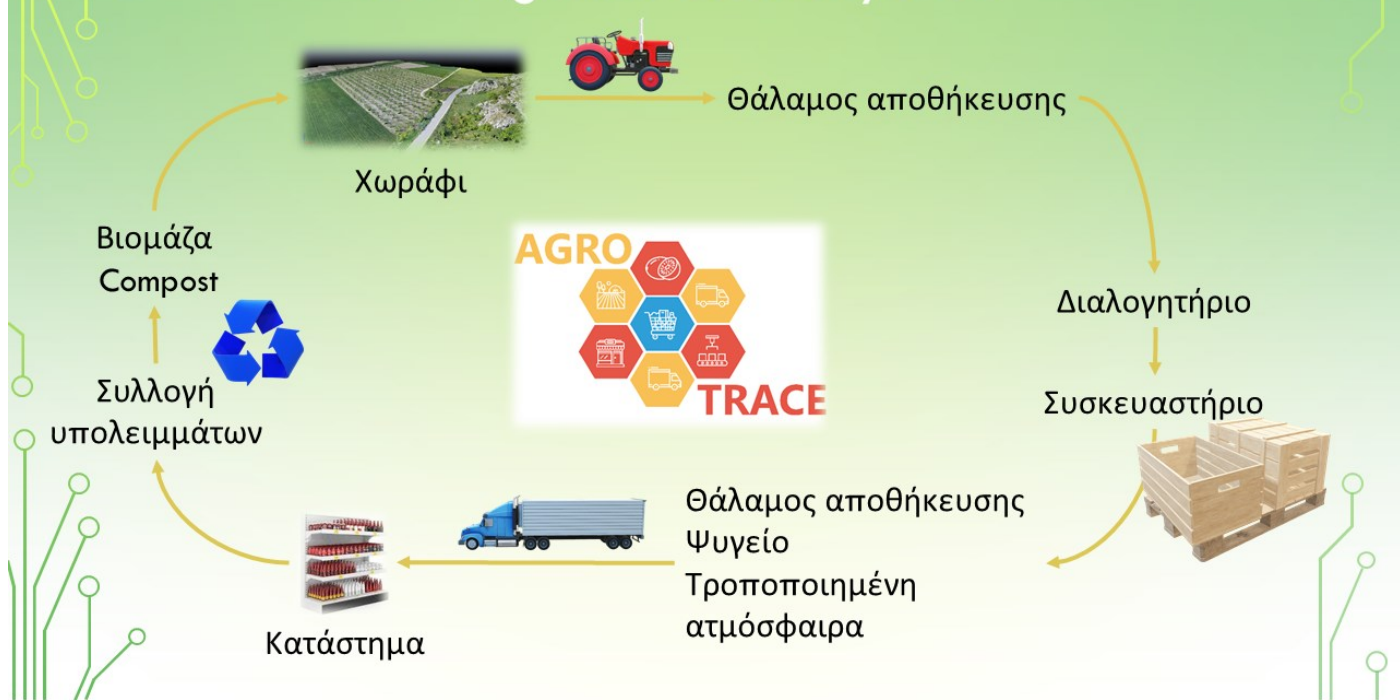 Θάλαμος αποθήκευσης
Χωράφι
Βιομάζα
Compost
AGRO
TRACE
Διαλογητήριο
Συλλογή
υπολειμμάτων
Συσκευαστήριο
Θάλαμος αποθήκευσης
Ψυγείο
Τροποποιημένη
ατμόσφαιρα
Κατάστημα